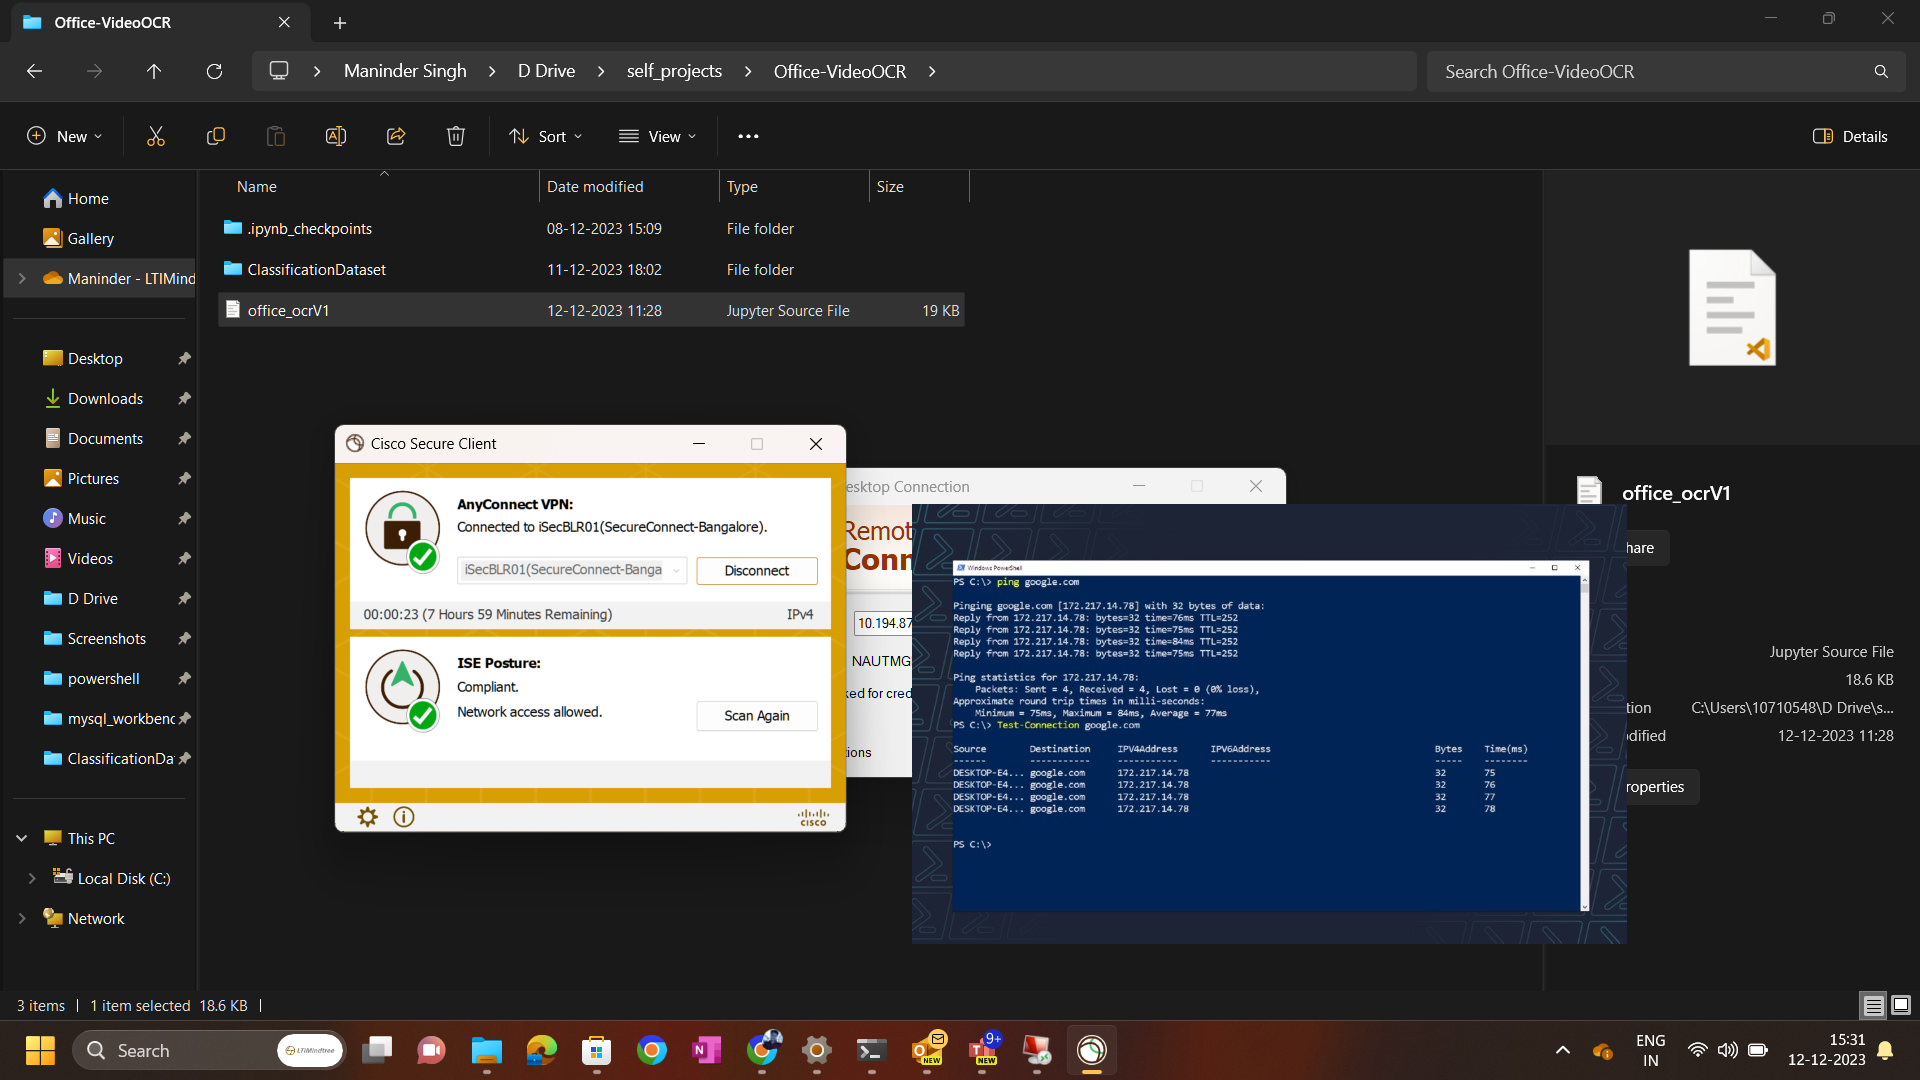 Office-VideoOCR
Maninder Singh
D Drive
self_projects
Office-VideoOCR
Search Office-VideoOCR
New
Sort
View
Details
Home
Gallery
Maninder - LTIMind
Desktop
Downloads
Documents
Pictures
Music
Videos
D Drive
Screenshots
powershell
mysql_workbenc
ClassificationDa
This PC
Local Disk (C:)
Network
Name Date modified Type Size
.ipynb_checkpoints 08-12-2023 15:09 File folder
ClassificationDataset 11-12-2023 18:02 File folder
office_ocrV1 12-12-2023 11:28 Jupyter Source File 19 KB
Cisco Secure Client
AnyConnect VPN:
Connected to iSecBLR01(SecureConnect-Bangalore).
iSecBLR01(SecureConnect-Banga
Disconnect
00:00:23 (7 Hours 59 Minutes Remaining) IPv4
ISE Posture:
Compliant.
Network access allowed.
Scan Again
cisco
esktop Connection
Remot
Conn
10.194.87
NAUTMG
ked for cred
ions
Windows PowerShell
PS C:\> ping google.com
Pinging google.com [172.217.14.78] with 32 bytes of data:
Reply from 172.217.14.78: bytes=32 time=76ms TTL=252
Reply from 172.217.14.78: bytes=32 time=75ms TTL=252
Reply from 172.217.14.78: bytes=32 time=84ms TTL=252
Reply from 172.217.14.78: bytes=32 time=75ms TTL=252
Ping statistics for 172.217.14.78:
Packets: Sent = 4, Received = 4, Lost = 0 (0% loss),
Approximate round trip times in milli-seconds:
Minimum = 75ms, Maximum = 84ms, Average = 77ms
PS C:\> Test-Connection google.com
Source Destination IPV4Address IPV6Address Bytes Time(ms)
------ ----------- ----------- ----------- ----- --------
DESKTOP-E4... google.com 172.217.14.78 32 75
DESKTOP-E4... google.com 172.217.14.78 32 76
DESKTOP-E4... google.com 172.217.14.78 32 77
DESKTOP-E4... google.com 172.217.14.78 32 78
PS C:\>
office_ocrV1
hare
Jupyter Source File
18.6 KB
tion C:\Users\10710548\D Drive\s...
dified 12-12-2023 11:28
roperties
3 items 1 item selected 18.6 KB
Search
LTIMindtree
NEW
9+
NEW
ENG
IN
15:31
12-12-2023